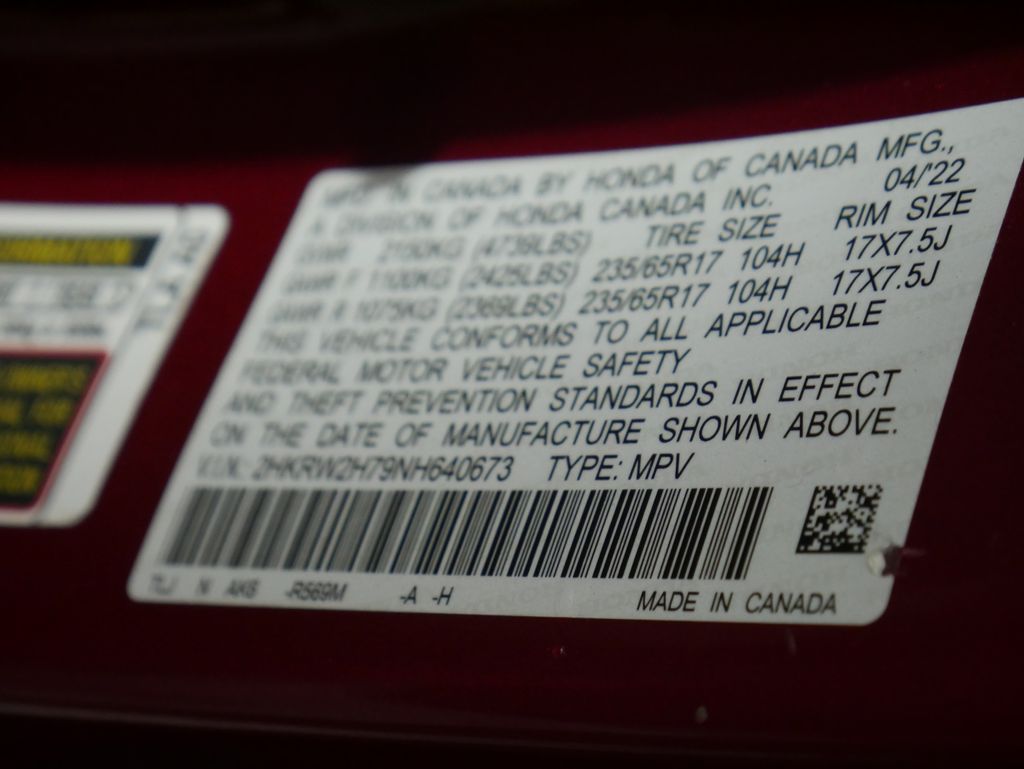 MFD IN CANADA BY HONDA OF CANADA MFG.,
A DIVISION OF HONDA CANADA INC. 04/'22
GVWR 2150KG (4739LBS) TIRE SIZE RIM SIZE
GAWR F 1100KG (2425LBS) 235/65R17 104H 17X7.5J
GAWR R 1075KG (2369LBS) 235/65R17 104H 17X7.5J
THIS VEHICLE CONFORMS TO ALL APPLICABLE
FEDERAL MOTOR VEHICLE SAFETY
AND THEFT PREVENTION STANDARDS IN EFFECT
ON THE DATE OF MANUFACTURE SHOWN ABOVE.
V.I.N.: 2HKRW2H79NH640673 TYPE: MPV
TLJ N AK6 -R569M -A -H
MADE IN CANADA